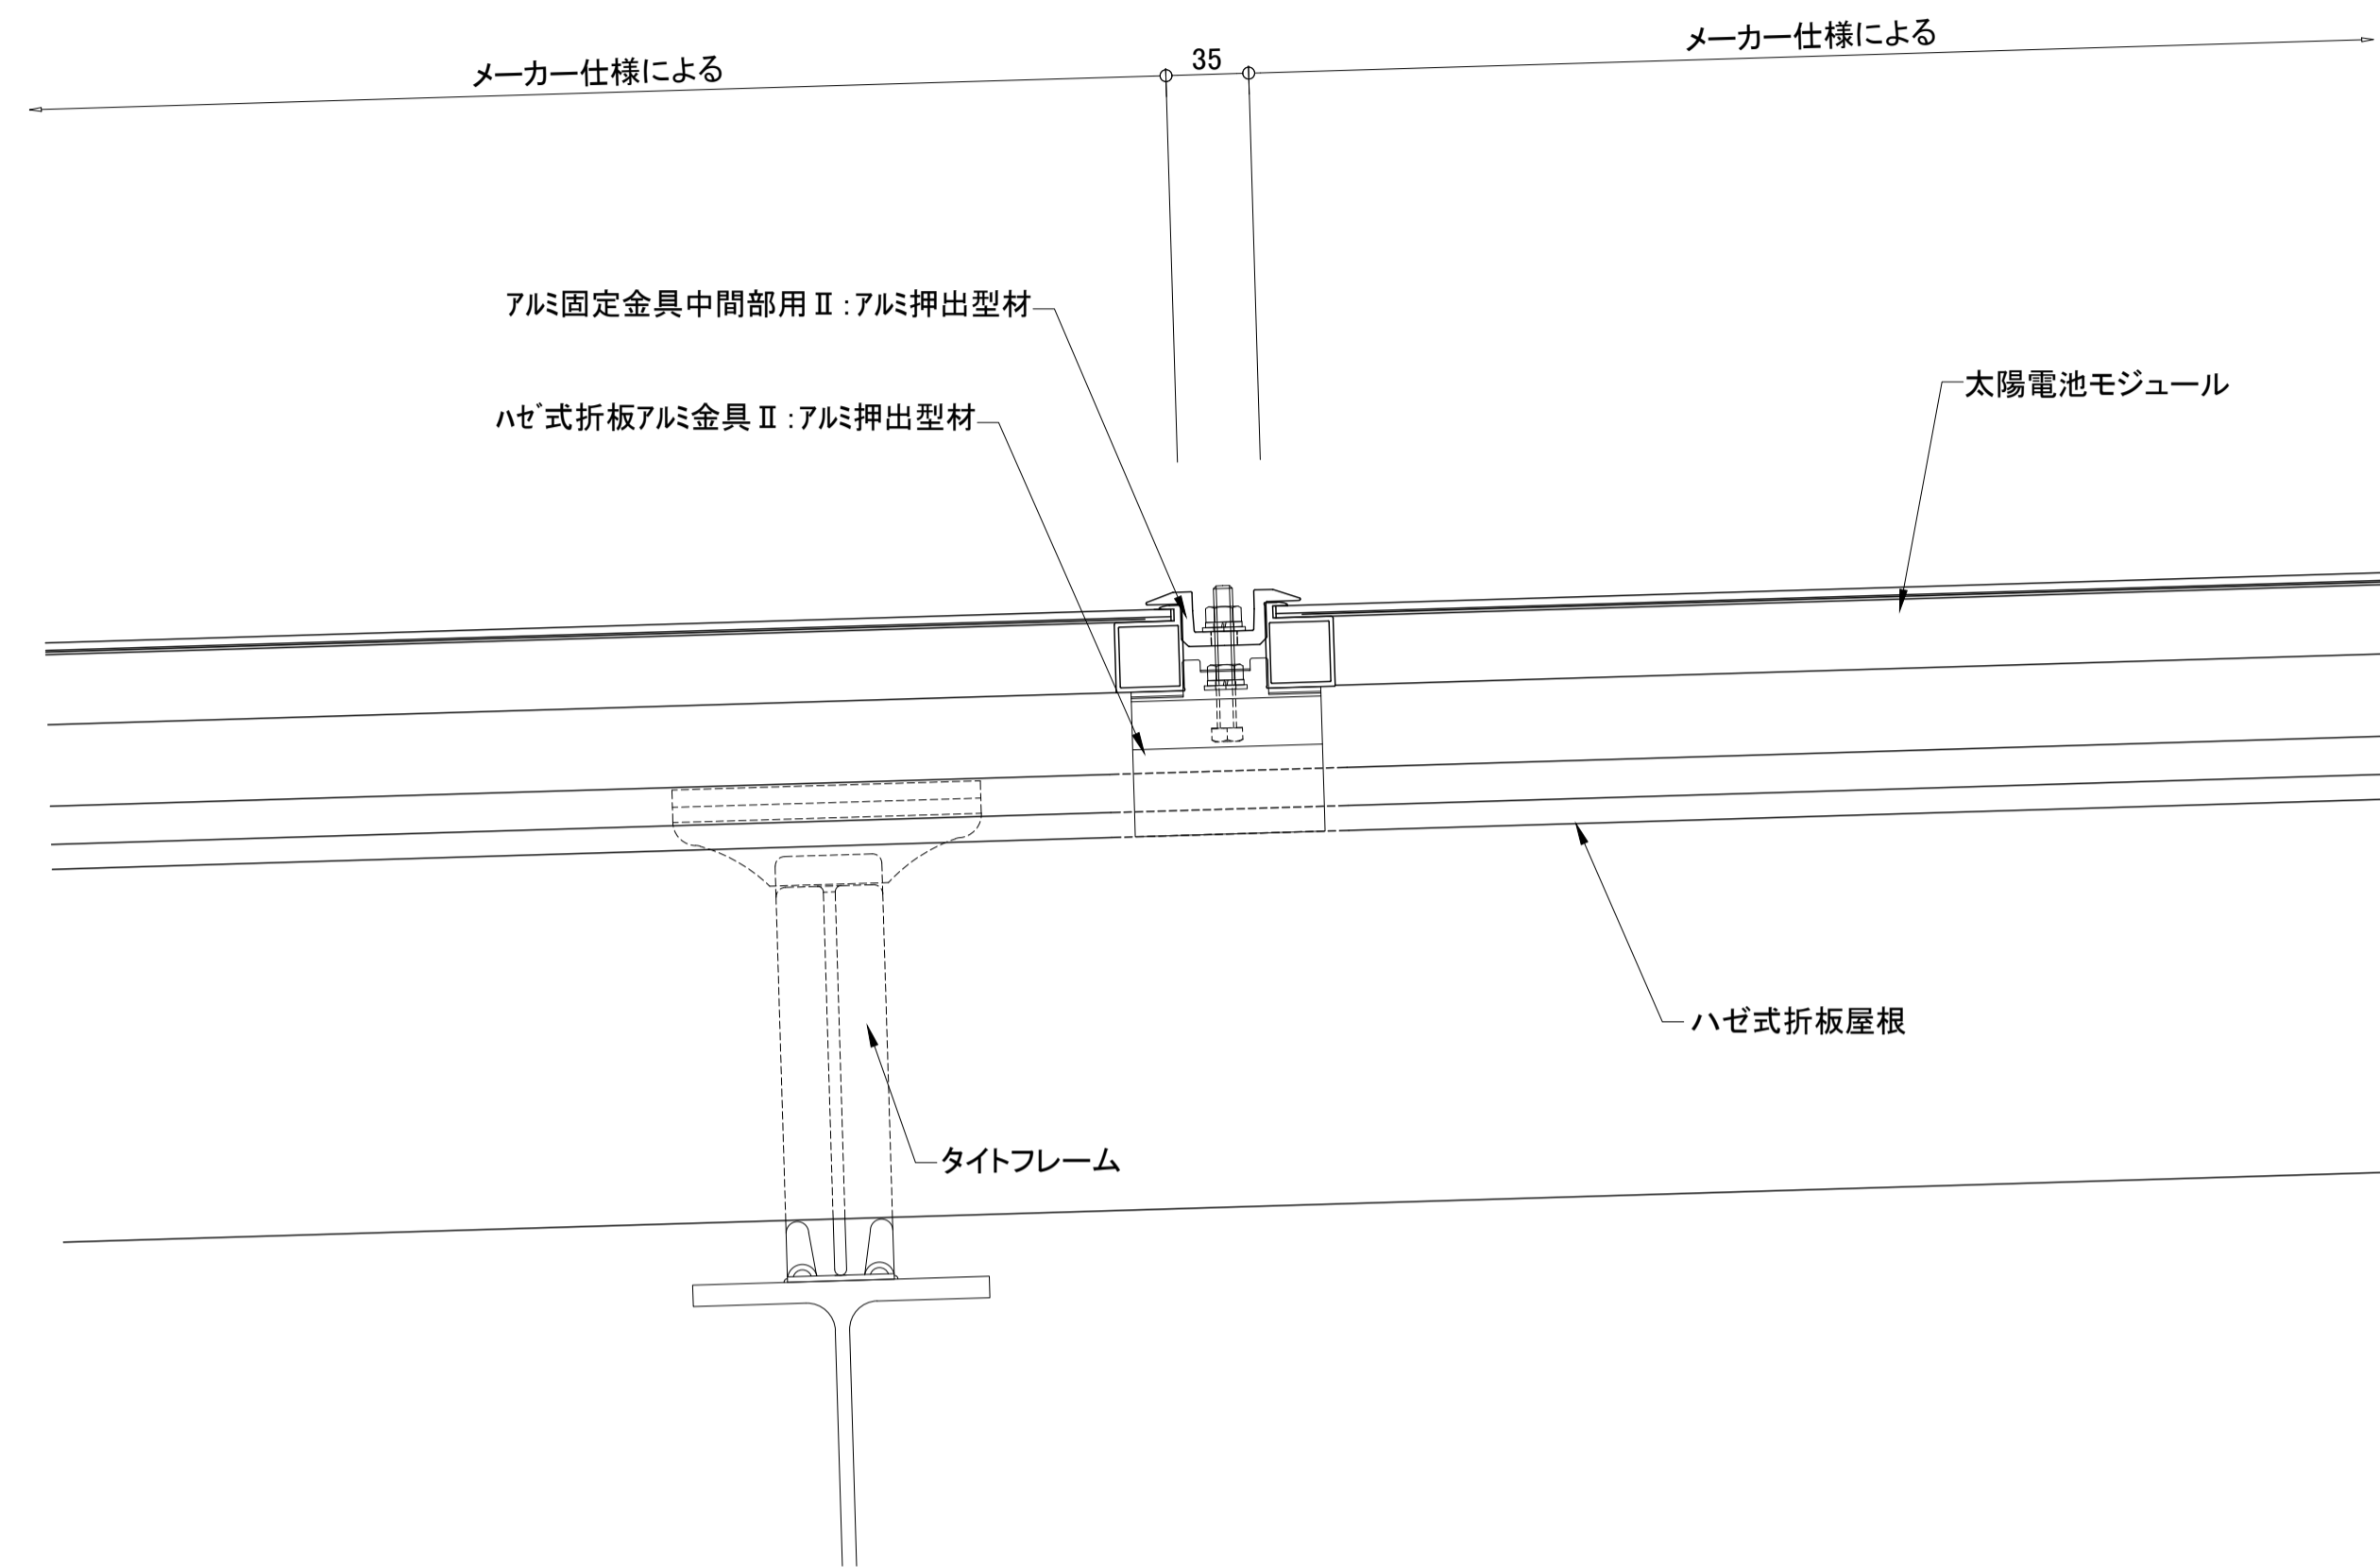 メーカー仕様による
35
メーカー仕様による
ｱﾙﾐ固定金具中間部用Ⅱ：ｱﾙﾐ押出型材
太陽電池モジュール
ﾊｾﾞ式折板ｱﾙﾐ金具Ⅱ：ｱﾙﾐ押出型材
ハゼ式折板屋根
タイトフレーム